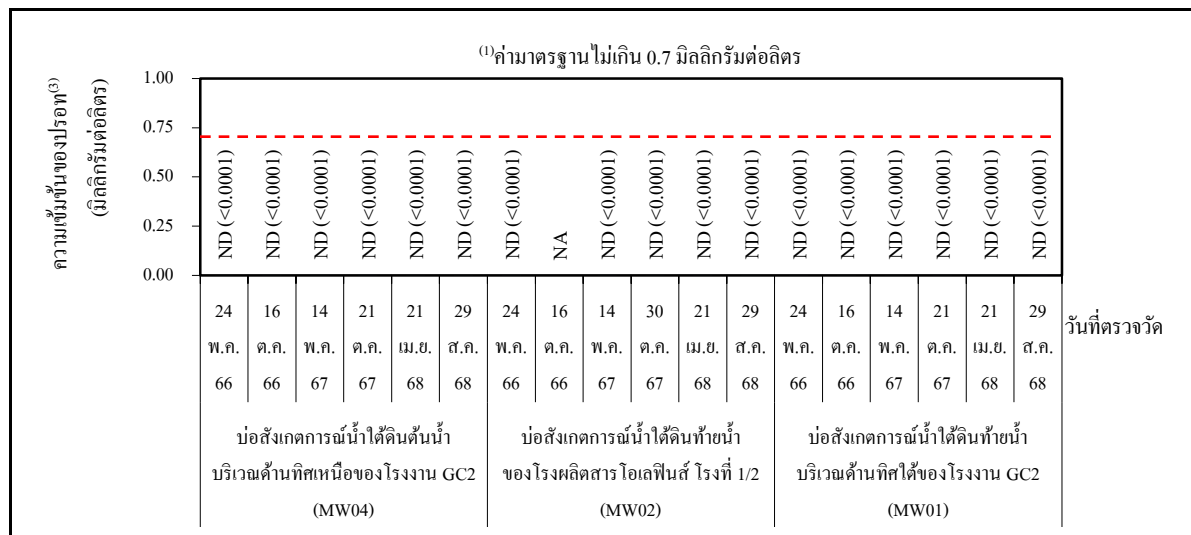 ⁽¹⁾ค่ามาตรฐานไม่เกิน 0.7 มิลลิกรัมต่อลิตร
ความเข้มข้นของปรอท⁽³⁾
(มิลลิกรัมต่อลิตร)
1.00
0.75
0.50
0.25
0.00
ND (<0.0001)
ND (<0.0001)
ND (<0.0001)
ND (<0.0001)
ND (<0.0001)
ND (<0.0001)
ND (<0.0001)
NA
ND (<0.0001)
ND (<0.0001)
ND (<0.0001)
ND (<0.0001)
ND (<0.0001)
ND (<0.0001)
ND (<0.0001)
ND (<0.0001)
ND (<0.0001)
ND (<0.0001)
24 16 14 21 21 29 24 16 14 30 21 29 24 16 14 21 21 29
พ.ค. ต.ค. พ.ค. ต.ค. เม.ย. ส.ค. พ.ค. ต.ค. พ.ค. ต.ค. เม.ย. ส.ค. พ.ค. ต.ค. พ.ค. ต.ค. เม.ย. ส.ค.
66 66 67 67 68 68 66 66 67 67 68 68 66 66 67 67 68 68
วันที่ตรวจวัด
บ่อสังเกตการณ์น้ำใต้ดินต้นน้ำ
บริเวณด้านทิศเหนือของโรงงาน GC2
(MW04)
บ่อสังเกตการณ์น้ำใต้ดินท้ายน้ำ
ของโรงผลิตสารโอเลฟินส์ โรงที่ 1/2
(MW02)
บ่อสังเกตการณ์น้ำใต้ดินท้ายน้ำ
บริเวณด้านทิศใต้ของโรงงาน GC2
(MW01)